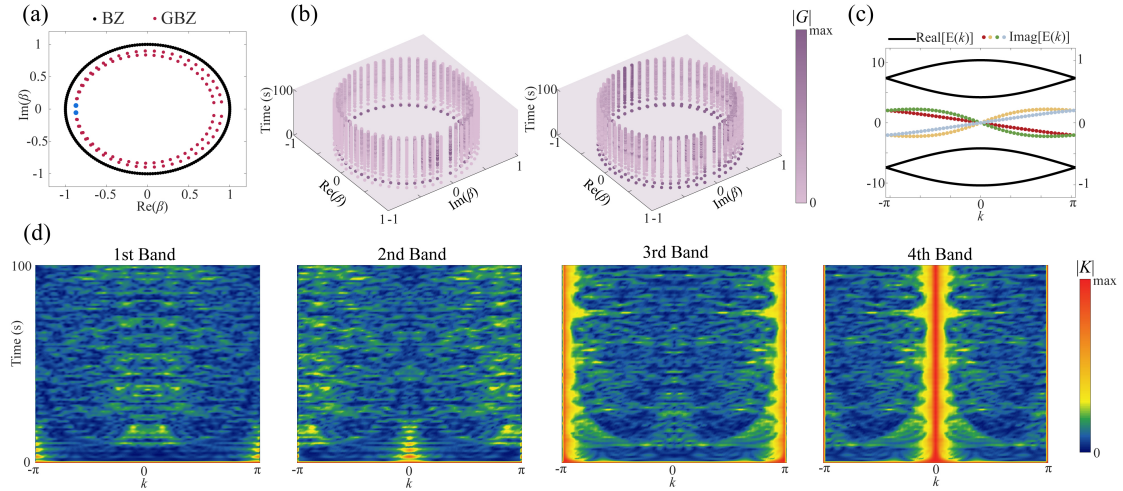 (a)
BZ
GBZ
Im(β)
1
0.5
0
-0.5
-1
-1
-0.5
0
0.5
1
Re(β)
(b)
Time (s)
100
0
-1
0
1
Re(β)
-1
0
1
Im(β)
Time (s)
100
0
-1
0
1
Re(β)
-1
0
1
Im(β)
|G|
max
0
(c)
Real[E(k)]
Imag[E(k)]
10
0
-10
1
0
-1
-π
0
π
k
(d)
1st Band
2nd Band
3rd Band
4th Band
Time (s)
100
0
-π
0
π
k
-π
0
π
k
-π
0
π
k
-π
0
π
k
|K|
max
0